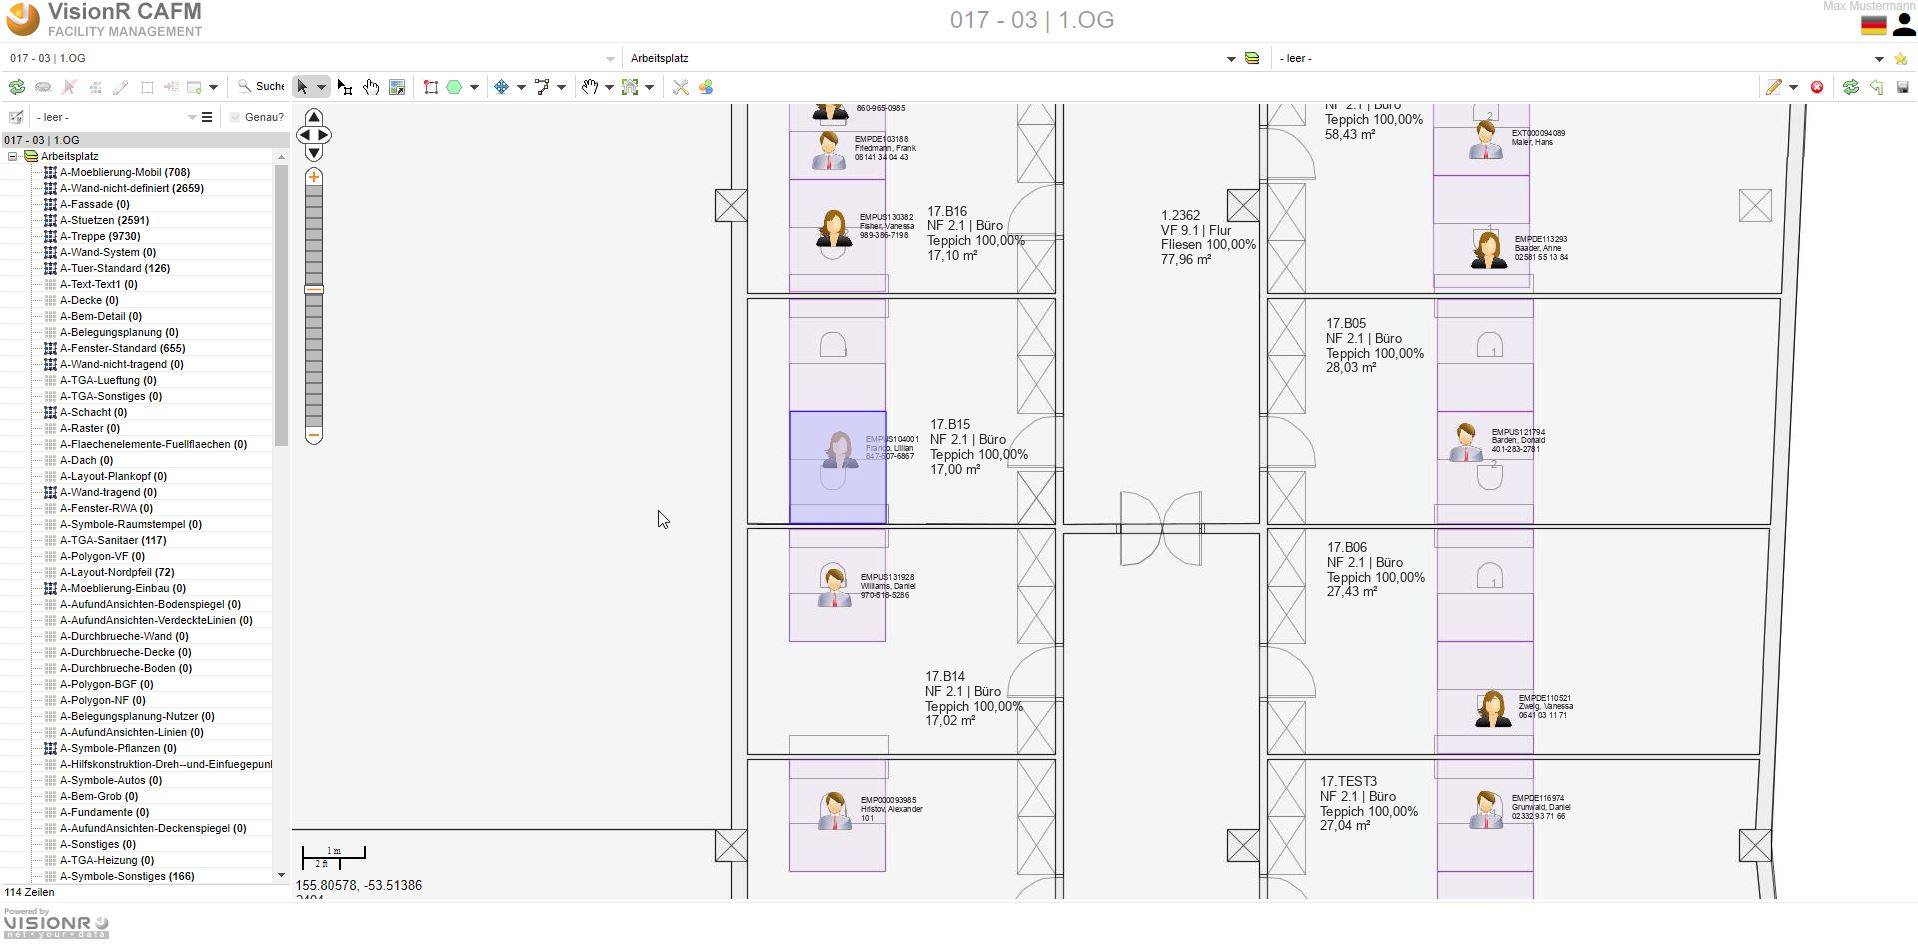 VisionR CAFM
FACILITY MANAGEMENT
017 - 03 | 1.OG
Max Mustermann
017 - 03 | 1.OG
Arbeitsplatz
- leer -
Suche
- leer -
Genau?
017 - 03 | 1.OG
Arbeitsplatz
A-Moeblierung-Mobil (708)
A-Wand-nicht-definiert (2659)
A-Fassade (0)
A-Stuetzen (2591)
A-Treppe (9730)
A-Wand-System (0)
A-Tuer-Standard (126)
A-Text-Text1 (0)
A-Decke (0)
A-Bem-Detail (0)
A-Belegungsplanung (0)
A-Fenster-Standard (655)
A-Wand-nicht-tragend (0)
A-TGA-Lueftung (0)
A-TGA-Sonstiges (0)
A-Schacht (0)
A-Raster (0)
A-Flaechenelemente-Fuellflaechen (0)
A-Dach (0)
A-Layout-Plankopf (0)
A-Wand-tragend (0)
A-Fenster-RWA (0)
A-Symbole-Raumstempel (0)
A-TGA-Sanitaer (117)
A-Polygon-VF (0)
A-Layout-Nordpfeil (72)
A-Moeblierung-Einbau (0)
A-AufundAnsichten-Bodenspiegel (0)
A-AufundAnsichten-VerdeckteLinien (0)
A-Durchbrueche-Wand (0)
A-Durchbrueche-Decke (0)
A-Durchbrueche-Boden (0)
A-Polygon-BGF (0)
A-Polygon-NF (0)
A-Belegungsplanung-Nutzer (0)
A-AufundAnsichten-Linien (0)
A-Symbole-Pflanzen (0)
A-Hilfskonstruktion-Dreh--und-Einfuegepunk
A-Symbole-Autos (0)
A-Bem-Grob (0)
A-Fundamente (0)
A-AufundAnsichten-Deckenspiegel (0)
A-Sonstiges (0)
A-TGA-Heizung (0)
A-Symbole-Sonstiges (166)
114 Zeilen
Powered by
VISIONR
net·your·data
860-965-0985
EMPDE103188
Friedmann, Frank
08141 34 04 43
EMPUS130382
Fisher, Vanessa
989-386-7198
17.B16
NF 2.1 | Büro
Teppich 100,00%
17,10 m²
1
EMPUS104001
Franco, Lillian
847-507-6867
17.B15
NF 2.1 | Büro
Teppich 100,00%
17,00 m²
EMPUS131928
Williams, Daniel
970-518-5286
17.B14
NF 2.1 | Büro
Teppich 100,00%
17,02 m²
EMP000093985
Hristov, Alexander
101
1.2362
VF 9.1 | Flur
Fliesen 100,00%
77,96 m²
NF 2.1 | Büro
Teppich 100,00%
58,43 m²
2
EXT000094089
Maier, Hans
1
EMPDE113293
Baader, Anne
02581 55 13 84
17.B05
NF 2.1 | Büro
Teppich 100,00%
28,03 m²
1
EMPUS121794
Barden, Donald
401-283-2781
2
17.B06
NF 2.1 | Büro
Teppich 100,00%
27,43 m²
1
EMPDE110521
Zweig, Vanessa
0641 03 11 71
17.TEST3
NF 2.1 | Büro
Teppich 100,00%
27,04 m²
EMPDE116974
Grunwald, Daniel
02332 93 71 66
1 m
2 ft
155.80578, -53.51386